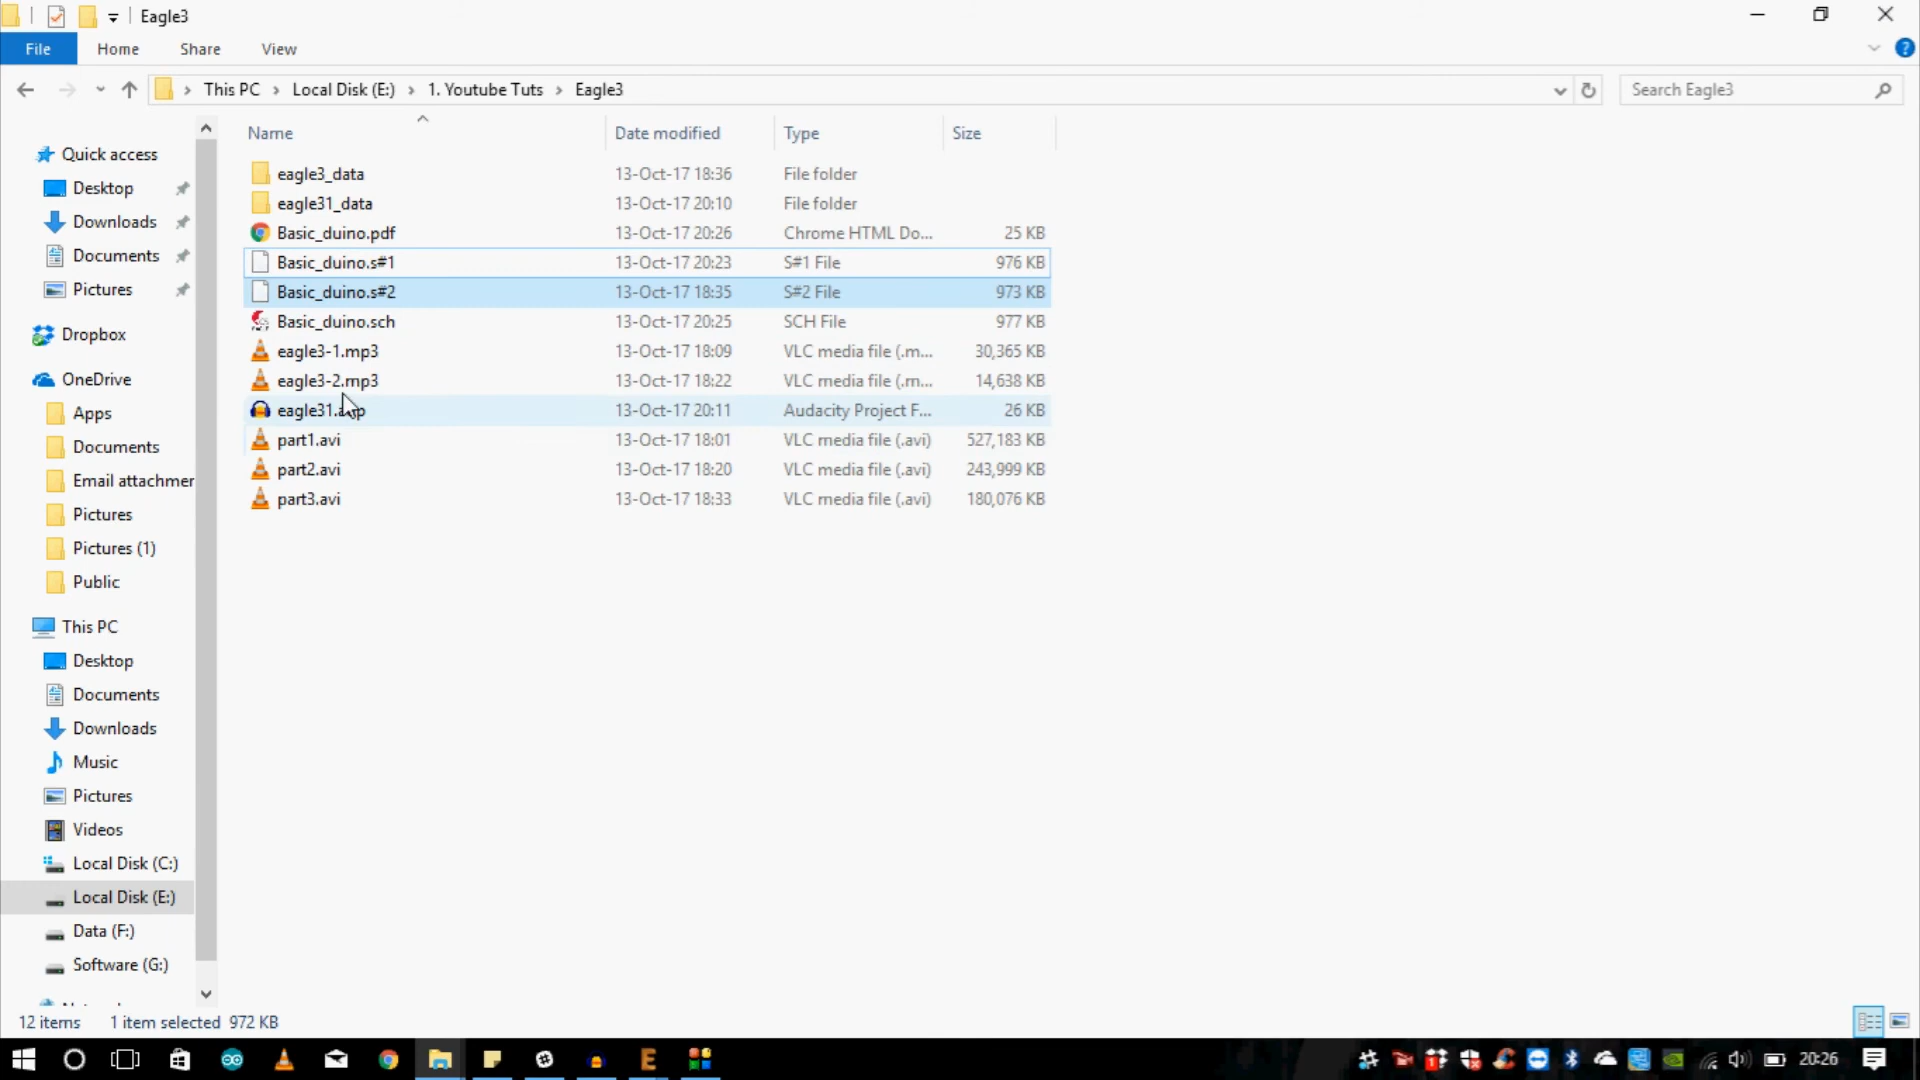 Eagle3
File Home Share View
This PC Local Disk (E:) 1. Youtube Tuts Eagle3
Search Eagle3
Name Date modified Type Size
Quick access
Desktop
Downloads
Documents
Pictures
Dropbox
OneDrive
Apps
Documents
Email attachmer
Pictures
Pictures (1)
Public
This PC
Desktop
Documents
Downloads
Music
Pictures
Videos
Local Disk (C:)
Local Disk (E:)
Data (F:)
Software (G:)
eagle3_data 13-Oct-17 18:36 File folder
eagle31_data 13-Oct-17 20:10 File folder
Basic_duino.pdf 13-Oct-17 20:26 Chrome HTML Do... 25 KB
Basic_duino.s#1 13-Oct-17 20:23 S#1 File 976 KB
Basic_duino.s#2 13-Oct-17 18:35 S#2 File 973 KB
Basic_duino.sch 13-Oct-17 20:25 SCH File 977 KB
eagle3-1.mp3 13-Oct-17 18:09 VLC media file (.m... 30,365 KB
eagle3-2.mp3 13-Oct-17 18:22 VLC media file (.m... 14,638 KB
13-Oct-17 20:11 Audacity Project F... 26 KB
part1.avi 13-Oct-17 18:01 VLC media file (.avi) 527,183 KB
part2.avi 13-Oct-17 18:20 VLC media file (.avi) 243,999 KB
part3.avi 13-Oct-17 18:33 VLC media file (.avi) 180,076 KB
12 items 1 item selected 972 KB
20:26